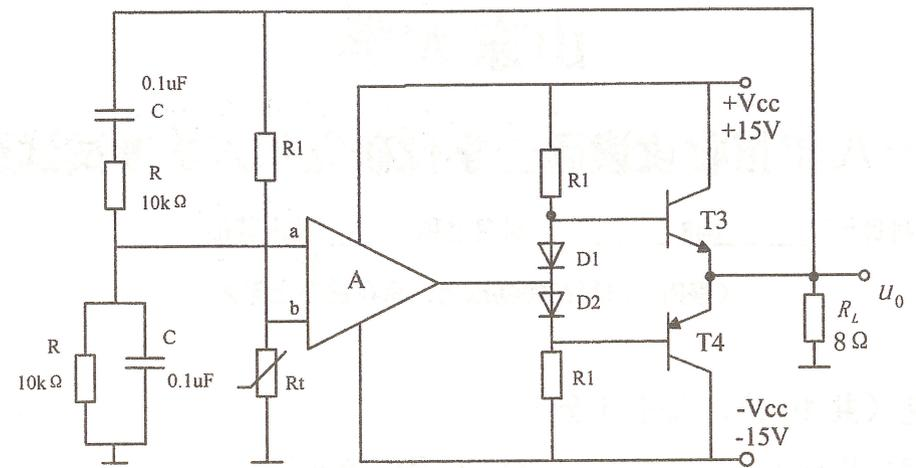 0.1uF
C
R
10kΩ
R1
a
b
A
R
10kΩ
C
0.1uF
Rt
R1
D1
D2
R1
T3
T4
+Vcc
+15V
u₀
R_L
8Ω
-Vcc
-15V